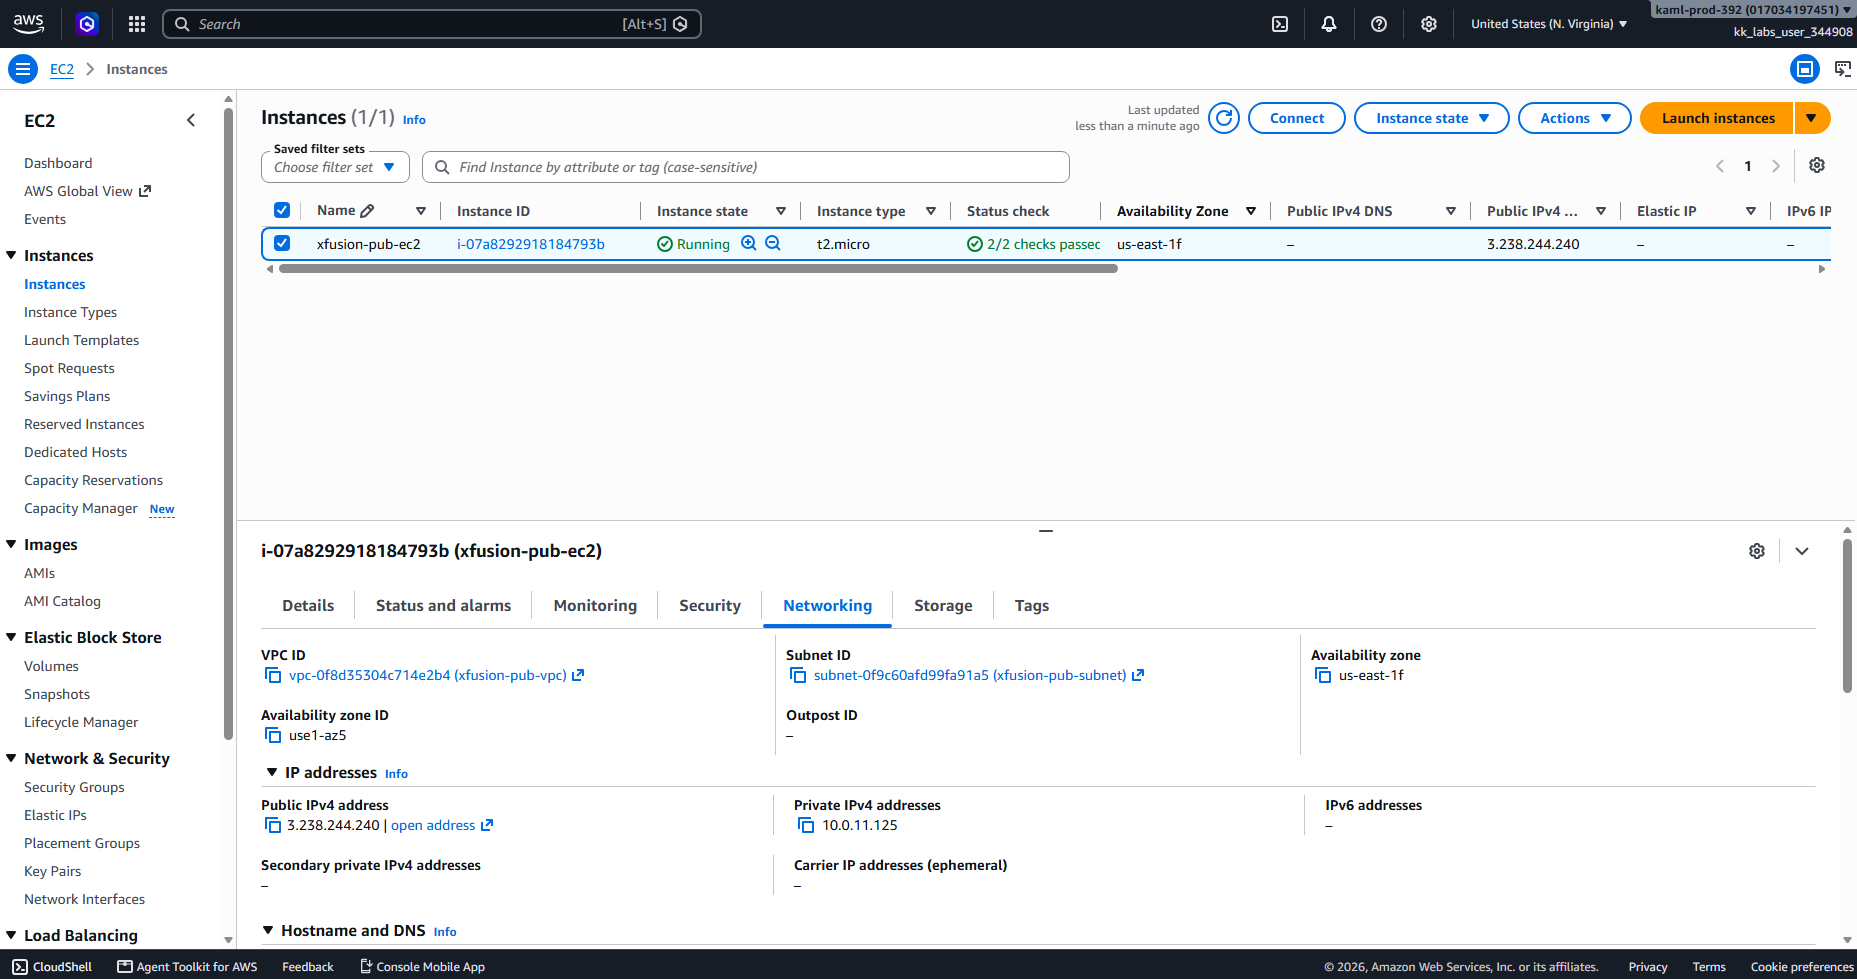 aws
Search [Alt+S]
United States (N. Virginia)
kaml-prod-392 (017034197451)
kk_labs_user_344908
EC2 Instances
EC2
Dashboard
AWS Global View
Events
Instances
Instances
Instance Types
Launch Templates
Spot Requests
Savings Plans
Reserved Instances
Dedicated Hosts
Capacity Reservations
Capacity Manager New
Images
AMIs
AMI Catalog
Elastic Block Store
Volumes
Snapshots
Lifecycle Manager
Network & Security
Security Groups
Elastic IPs
Placement Groups
Key Pairs
Network Interfaces
Load Balancing
Instances (1/1) Info
Last updated
less than a minute ago
Connect
Instance state
Actions
Launch instances
Saved filter sets
Choose filter set
Find Instance by attribute or tag (case-sensitive)
1
Name Instance ID Instance state Instance type Status check Availability Zone Public IPv4 DNS Public IPv4 ... Elastic IP IPv6 IP
xfusion-pub-ec2 i-07a8292918184793b Running t2.micro 2/2 checks passec us-east-1f – 3.238.244.240 – –
i-07a8292918184793b (xfusion-pub-ec2)
Details Status and alarms Monitoring Security Networking Storage Tags
VPC ID
vpc-0f8d35304c714e2b4 (xfusion-pub-vpc)
Subnet ID
subnet-0f9c60afd99fa91a5 (xfusion-pub-subnet)
Availability zone
us-east-1f
Availability zone ID
use1-az5
Outpost ID
–
IP addresses Info
Public IPv4 address
3.238.244.240 | open address
Private IPv4 addresses
10.0.11.125
IPv6 addresses
–
Secondary private IPv4 addresses
–
Carrier IP addresses (ephemeral)
–
Hostname and DNS Info
CloudShell Agent Toolkit for AWS Feedback Console Mobile App
© 2026, Amazon Web Services, Inc. or its affiliates. Privacy Terms Cookie preferences